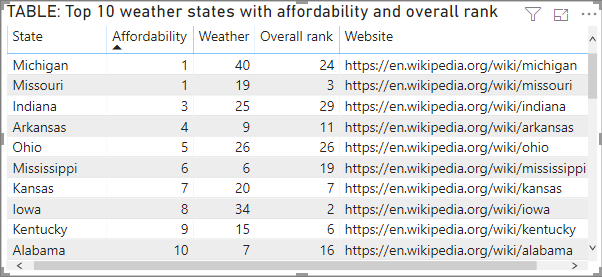 TABLE: Top 10 weather states with affordability and overall rank
State Affordability Weather Overall rank Website
Michigan 1 40 24 https://en.wikipedia.org/wiki/michigan
Missouri 1 19 3 https://en.wikipedia.org/wiki/missouri
Indiana 3 25 29 https://en.wikipedia.org/wiki/indiana
Arkansas 4 9 11 https://en.wikipedia.org/wiki/arkansas
Ohio 5 26 26 https://en.wikipedia.org/wiki/ohio
Mississippi 6 6 19 https://en.wikipedia.org/wiki/mississippi
Kansas 7 20 7 https://en.wikipedia.org/wiki/kansas
Iowa 8 34 2 https://en.wikipedia.org/wiki/iowa
Kentucky 9 15 6 https://en.wikipedia.org/wiki/kentucky
Alabama 10 7 16 https://en.wikipedia.org/wiki/alabama